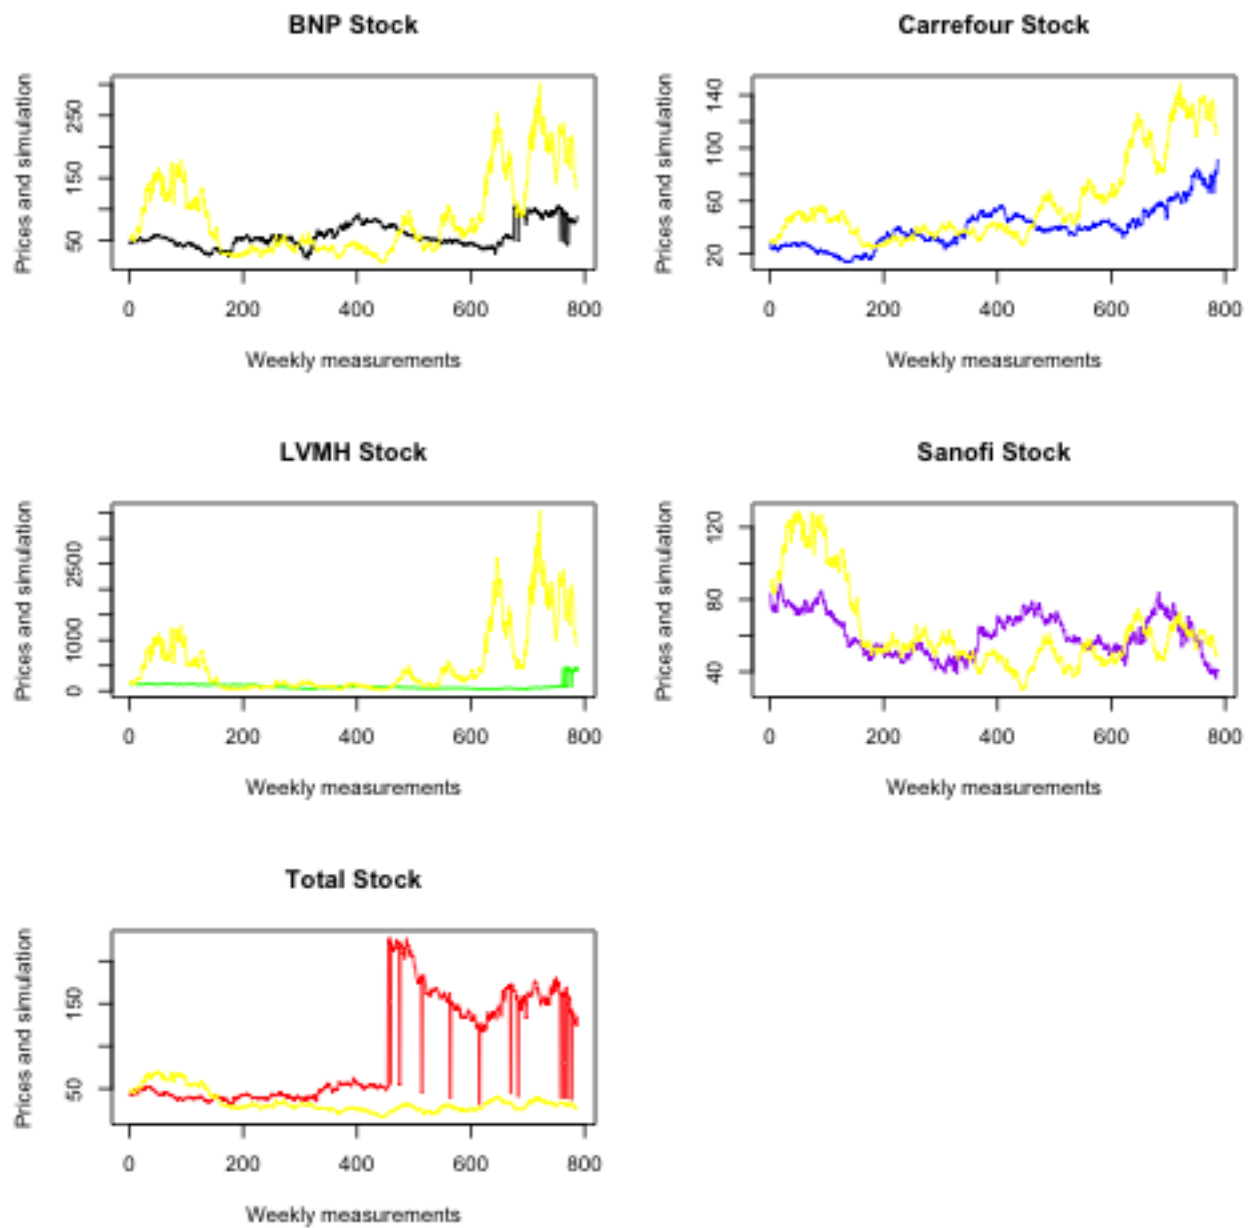 BNP Stock
Prices and simulation
50 150 250
0 200 400 600 800
Weekly measurements
Carrefour Stock
Prices and simulation
20 60 100 140
0 200 400 600 800
Weekly measurements
LVMH Stock
Prices and simulation
0 1000 2500
0 200 400 600 800
Weekly measurements
Sanofi Stock
Prices and simulation
40 80 120
0 200 400 600 800
Weekly measurements
Total Stock
Prices and simulation
50 150
0 200 400 600 800
Weekly measurements